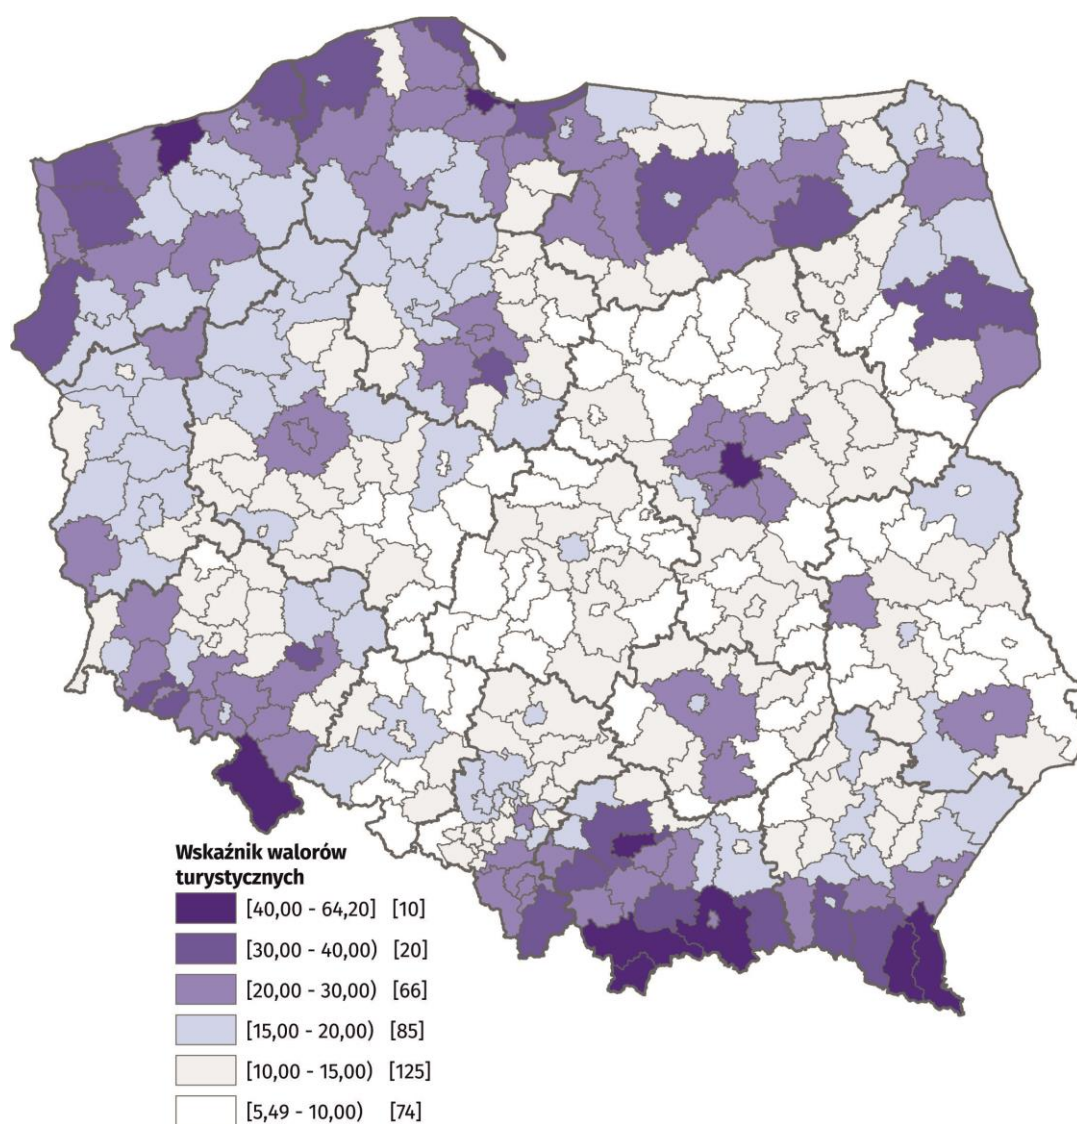 Wskaźnik walorów
turystycznych
[40,00 - 64,20] [10]
[30,00 - 40,00) [20]
[20,00 - 30,00) [66]
[15,00 - 20,00) [85]
[10,00 - 15,00) [125]
[5,49 - 10,00) [74]